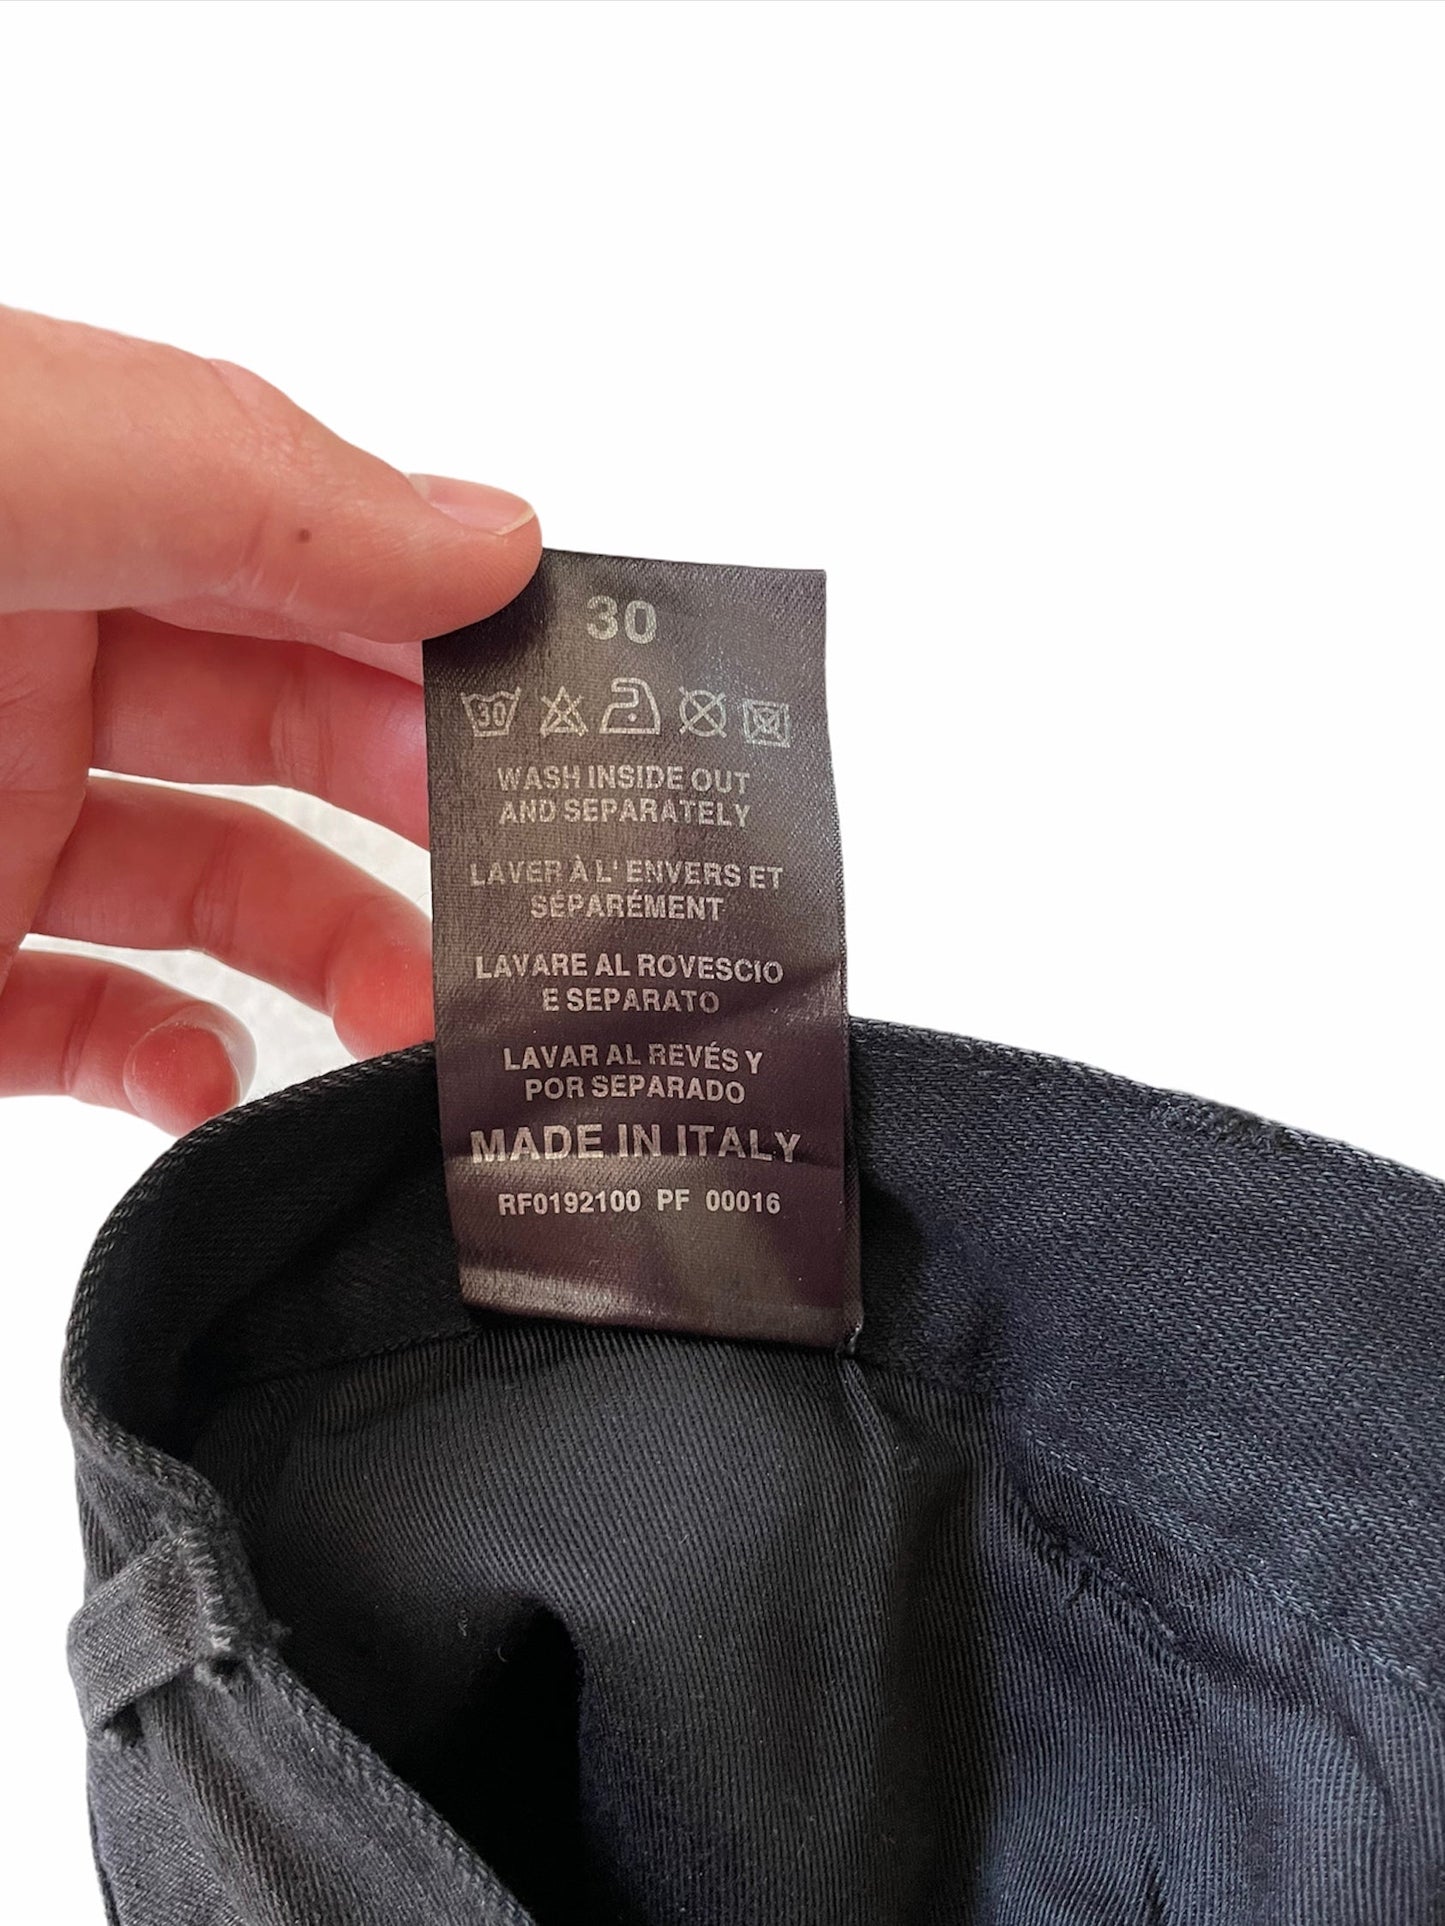 30
30
WASH INSIDE OUT
AND SEPARATELY
LAVER À L' ENVERS ET
SÉPARÉMENT
LAVARE AL ROVESCIO
E SEPARATO
LAVAR AL REVÉS Y
POR SEPARADO
MADE IN ITALY
RF0192100 PF 00016